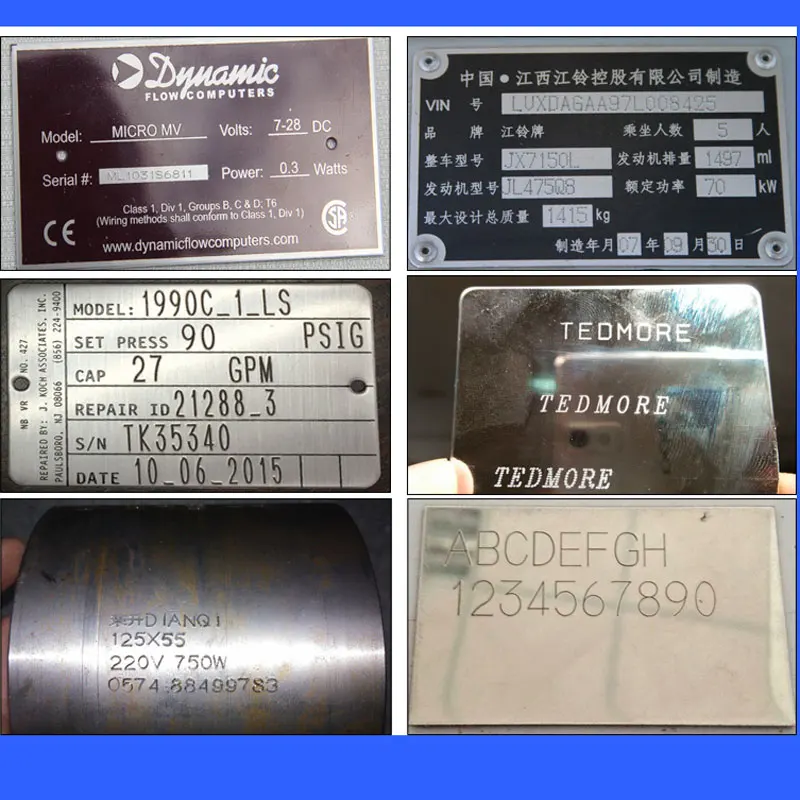 Dynamic
FLOW COMPUTERS
Model: MICRO MV Volts: 7-28 DC
Serial #: ML1031S6811 Power: 0.3 Watts
Class 1, Div 1, Groups B, C & D; T6
(Wiring methods shall conform to Class 1, Div 1)
CE
www.dynamicflowcomputers.com
中国·江西江铃控股有限公司制造
VIN 号 LVXDAGAA97L008425
品 牌 江铃牌 乘坐人数 5 人
整车型号 JX7150L 发动机排量 1497 ml
发动机型号 JL475Q8 额定功率 70 kW
最大设计总质量 1415 kg
制造年月 07 年 09 月 30 日
NB VR NO. 427
REPAIRED BY: J. KOCH ASSOCIATES, INC.
PAULSBORO, NJ 08066 (856) 224-9400
MODEL: 1990C_1_LS
SET PRESS 90 PSIG
CAP 27 GPM
REPAIR ID 21288_3
S/N TK35340
DATE 10_06_2015
TEDMORE
TEDMORE
TEDMORE
DIANQI
125X55
220V 750W
0574-88499783
ABCDEFGH
1234567890